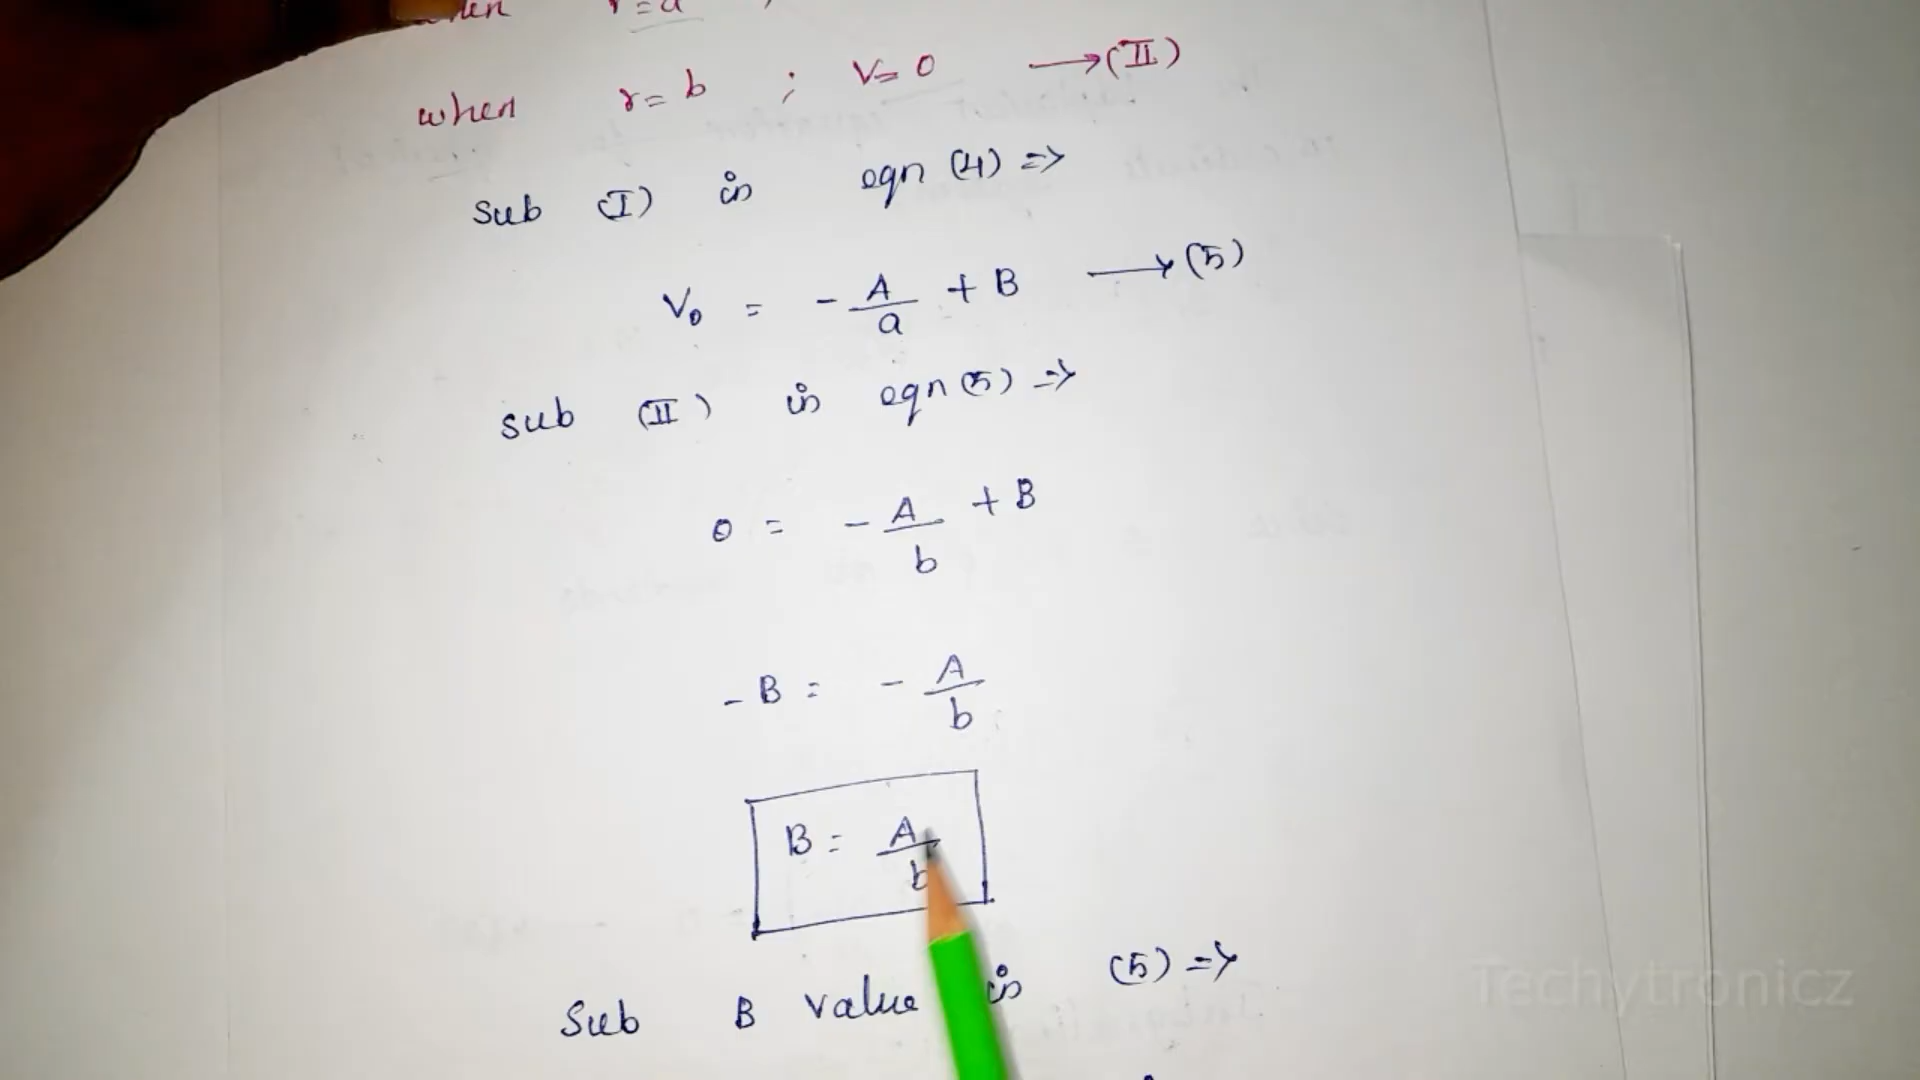 when r=a ;
when r= b ; V= 0 → (II)
Sub (I) in eqn (4) =>
V₀ = - A/a + B → (5)
sub (II) in eqn (5) =>
0 = - A/b + B
- B = - A/b
B = A/b
Sub B value in (5) =>
Techytronicz